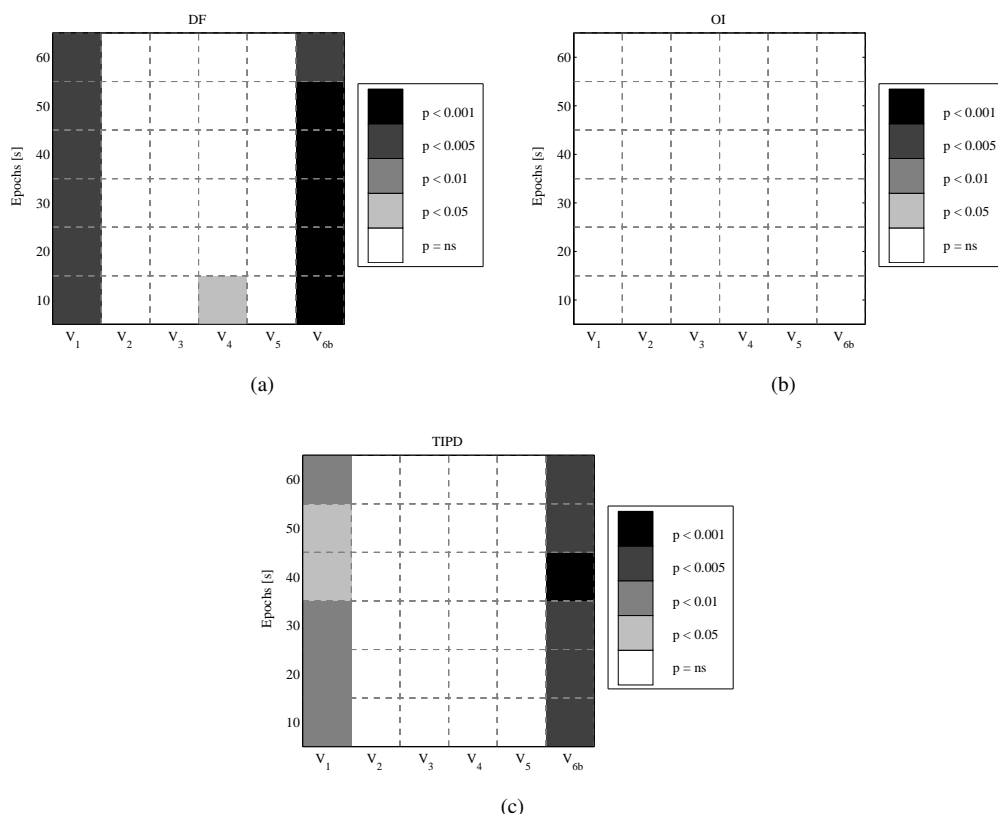 DF
Epochs [s]
60
50
40
30
20
10
V1 V2 V3 V4 V5 V6b
p < 0.001
p < 0.005
p < 0.01
p < 0.05
p = ns
(a)
OI
Epochs [s]
60
50
40
30
20
10
V1 V2 V3 V4 V5 V6b
p < 0.001
p < 0.005
p < 0.01
p < 0.05
p = ns
(b)
TIPD
Epochs [s]
60
50
40
30
20
10
V1 V2 V3 V4 V5 V6b
p < 0.001
p < 0.005
p < 0.01
p < 0.05
p = ns
(c)